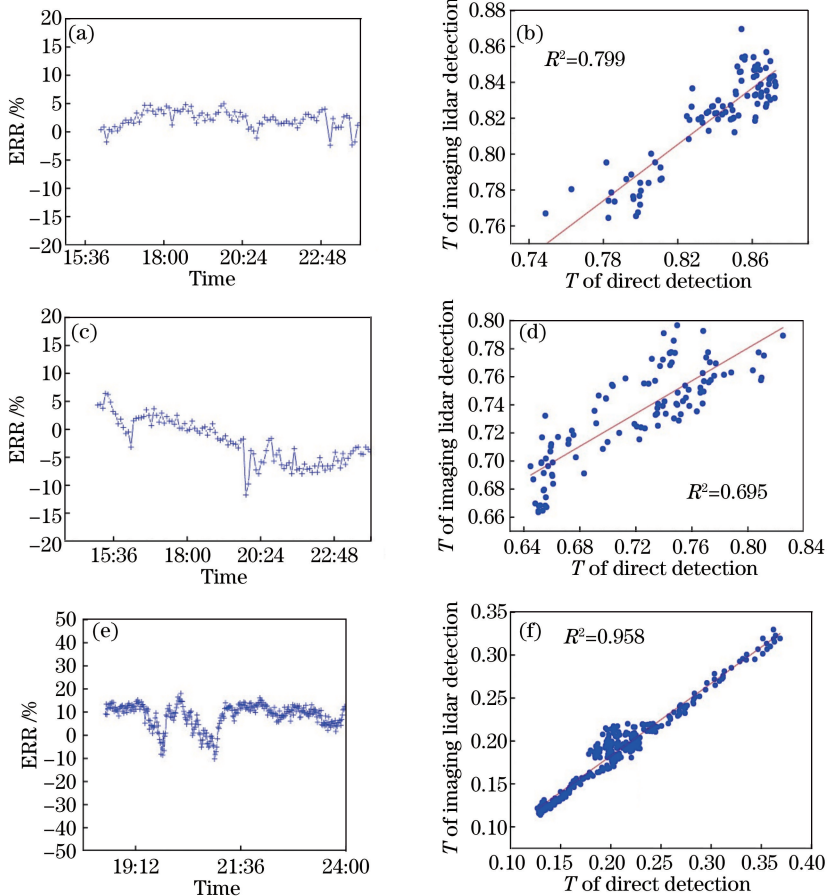 (a)
ERR /%
20
15
10
5
0
−5
−10
−15
−20
15:36 18:00 20:24 22:48
Time
(b)
R²=0.799
T of imaging lidar detection
0.88
0.86
0.84
0.82
0.80
0.78
0.76
0.74 0.78 0.82 0.86
T of direct detection
(c)
ERR /%
20
15
10
5
0
−5
−10
−15
−20
15:36 18:00 20:24 22:48
Time
(d)
R²=0.695
T of imaging lidar detection
0.80
0.78
0.76
0.74
0.72
0.70
0.68
0.66
0.64 0.68 0.72 0.76 0.80 0.84
T of direct detection
(e)
ERR /%
50
40
30
20
10
0
−10
−20
−30
−40
−50
19:12 21:36 24:00
Time
(f)
R²=0.958
T of imaging lidar detection
0.35
0.30
0.25
0.20
0.15
0.10
0.10 0.15 0.20 0.25 0.30 0.35 0.40
T of direct detection